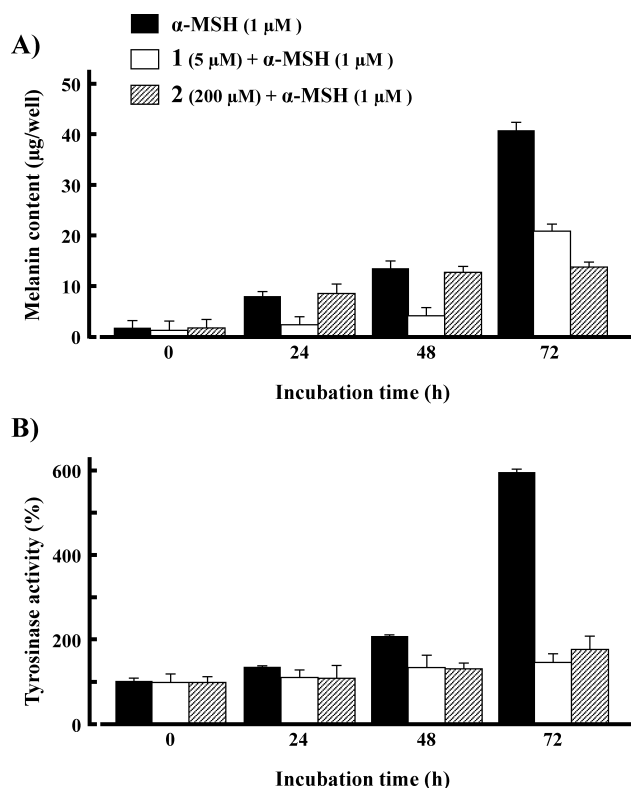 α-MSH (1 μM )
A)
1 (5 μM) + α-MSH (1 μM )
2 (200 μM) + α-MSH (1 μM )
Melanin content (μg/well)
50
40
30
20
10
0
0 24 48 72
Incubation time (h)
B)
Tyrosinase activity (%)
600
400
200
0
0 24 48 72
Incubation time (h)